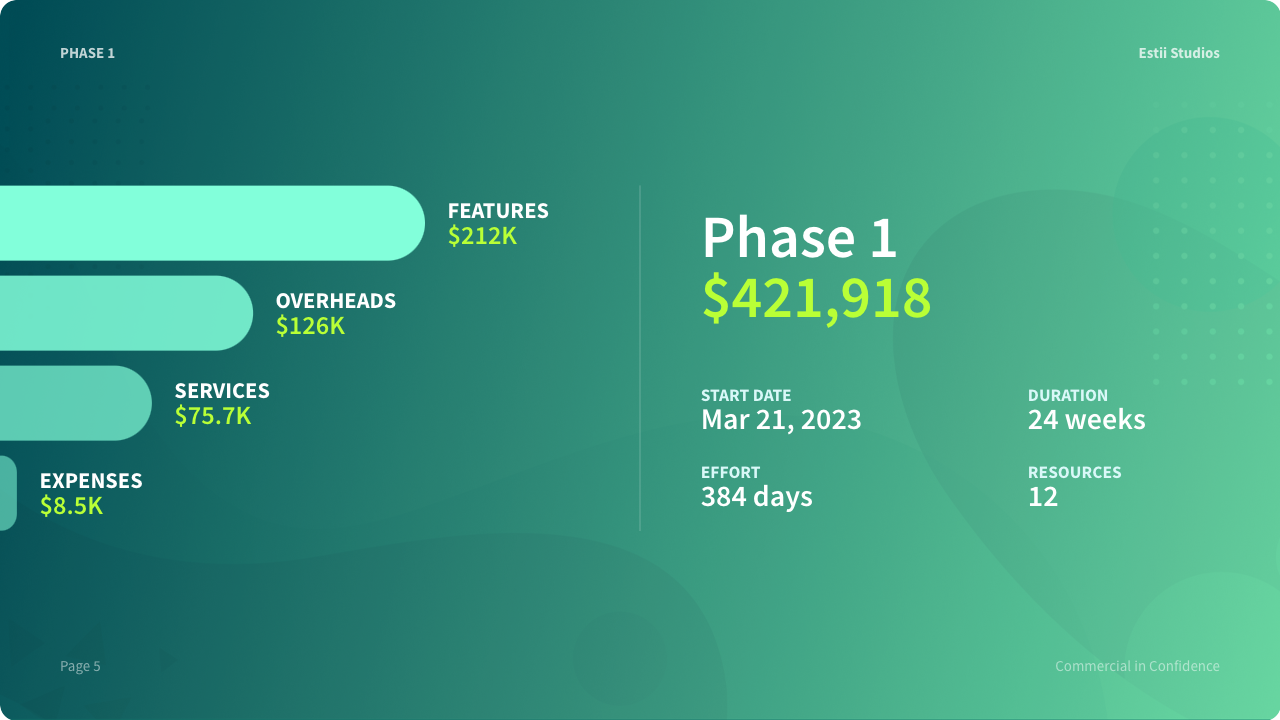 PHASE 1
Estii Studios
FEATURES
$212K
OVERHEADS
$126K
SERVICES
$75.7K
EXPENSES
$8.5K
Phase 1
$421,918
START DATE
Mar 21, 2023
DURATION
24 weeks
EFFORT
384 days
RESOURCES
12
Page 5
Commercial in Confidence